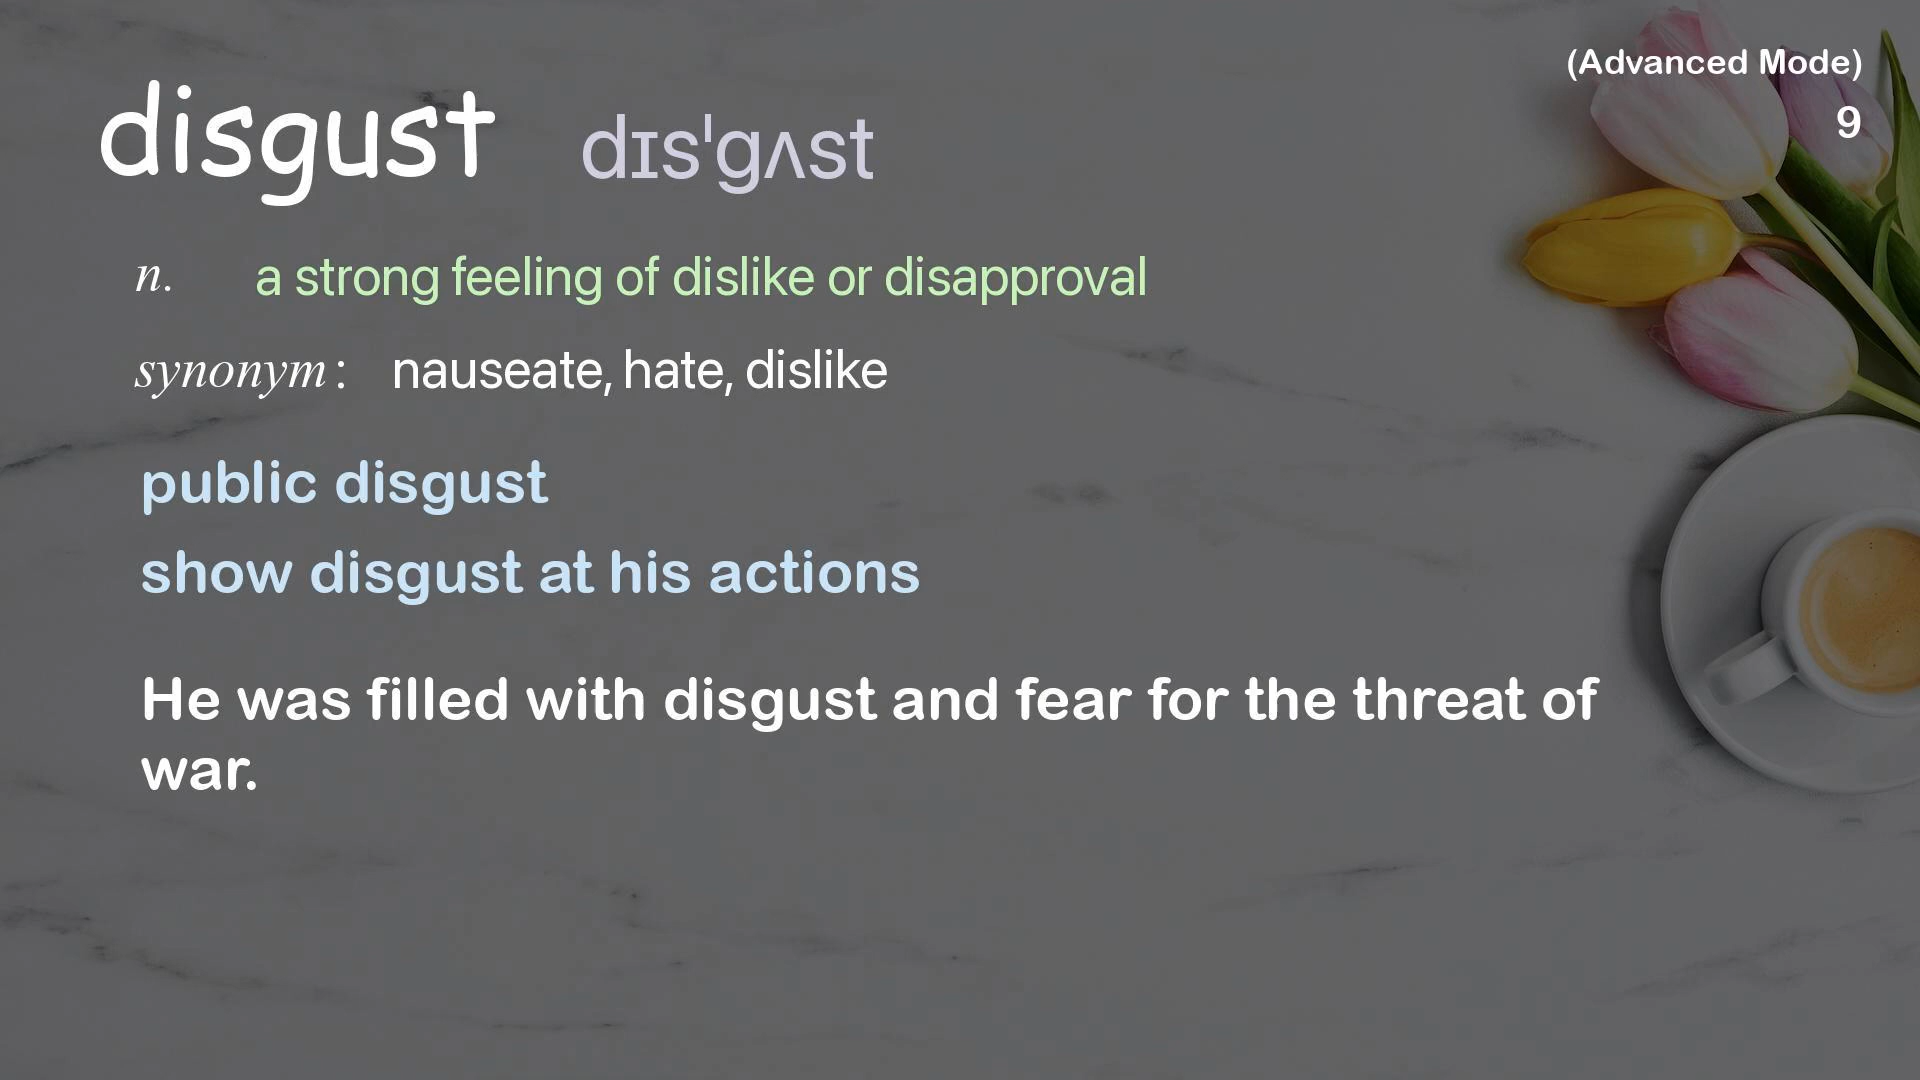 (Advanced Mode)
9
disgust dɪsˈgʌst
n. a strong feeling of dislike or disapproval
synonym: nauseate, hate, dislike
public disgust
show disgust at his actions
He was filled with disgust and fear for the threat of
war.